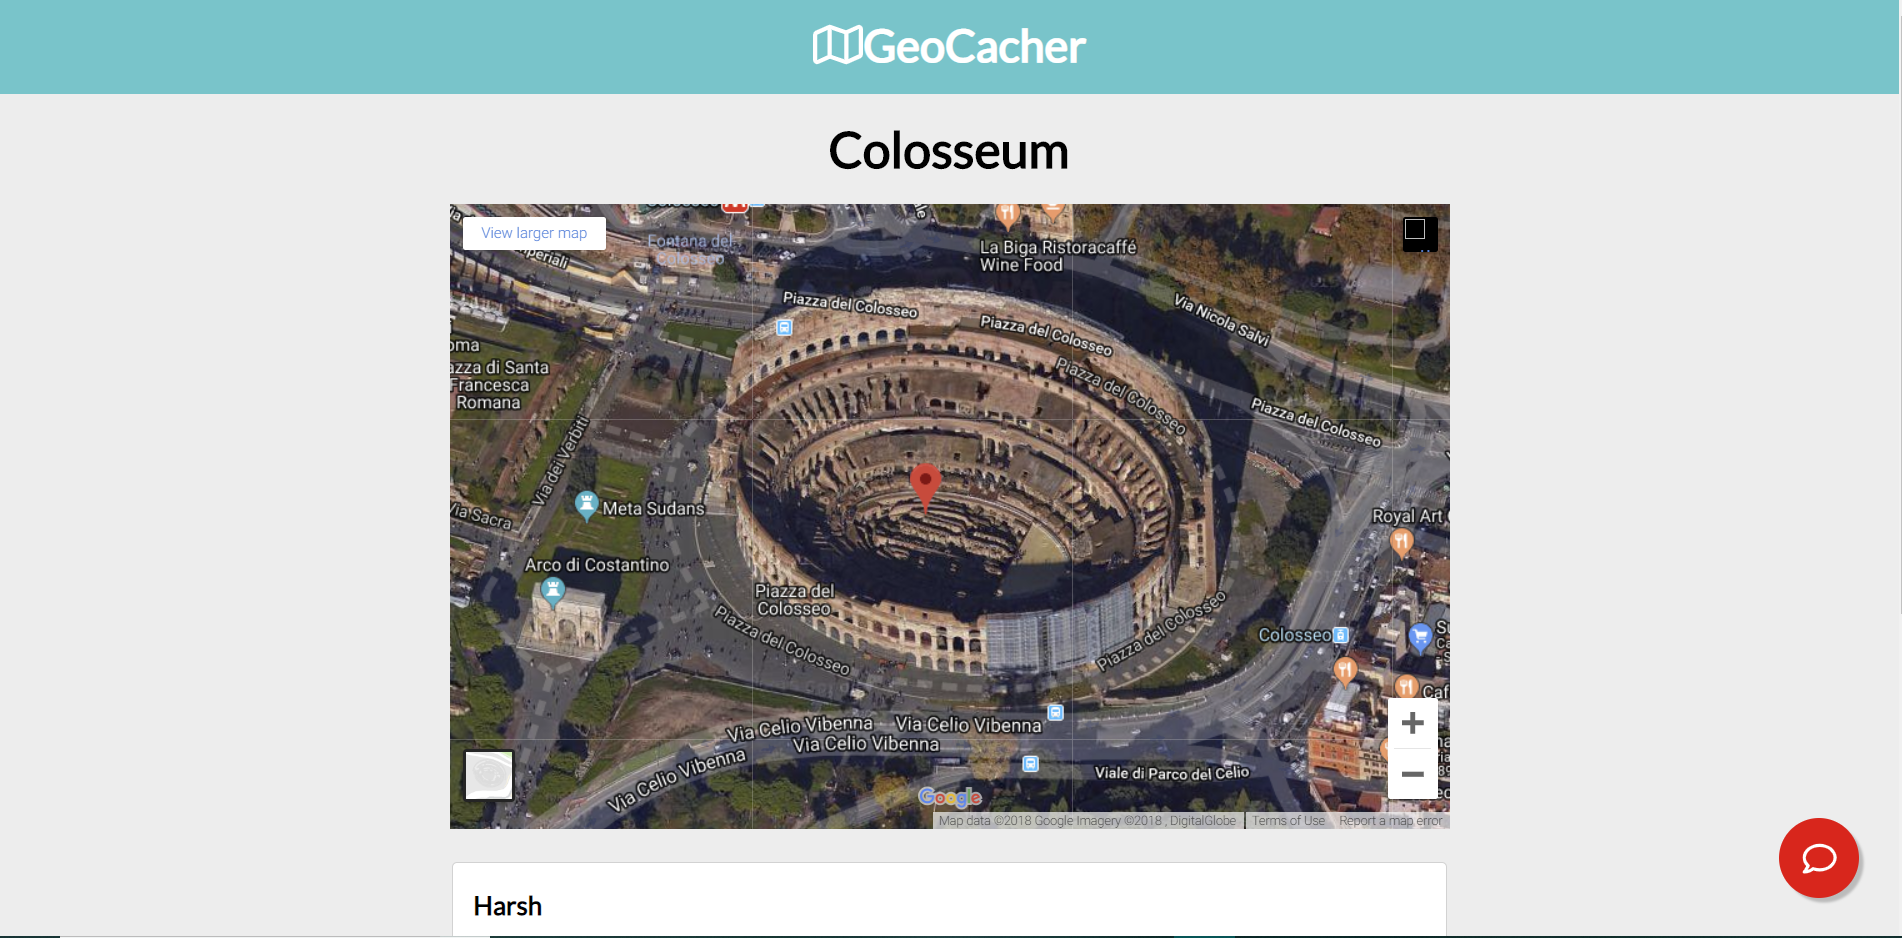 GeoCacher
Colosseum
View larger map
Fontana del
Colosseo
La Biga Ristoracaffé
Wine Food
Piazza del Colosseo
Piazza del Colosseo
Piazza del Colosseo
Via Nicola Salvi
Piazza del Colosseo
azza di Santa
Francesca
Romana
Via dei Verbiti
Via Sacra
Meta Sudans
Arco di Costantino
Royal Art
Piazza del
Colosseo
Piazza del Colosseo
Piazza del Colosseo
Colosseo
Via Celio Vibenna
Via Celio Vibenna
Via Celio Vibenna
Via Celio Vibenna
Viale di Parco del Celio
Google
Map data ©2018 Google Imagery ©2018 , DigitalGlobe
Terms of Use
Report a map error
Harsh